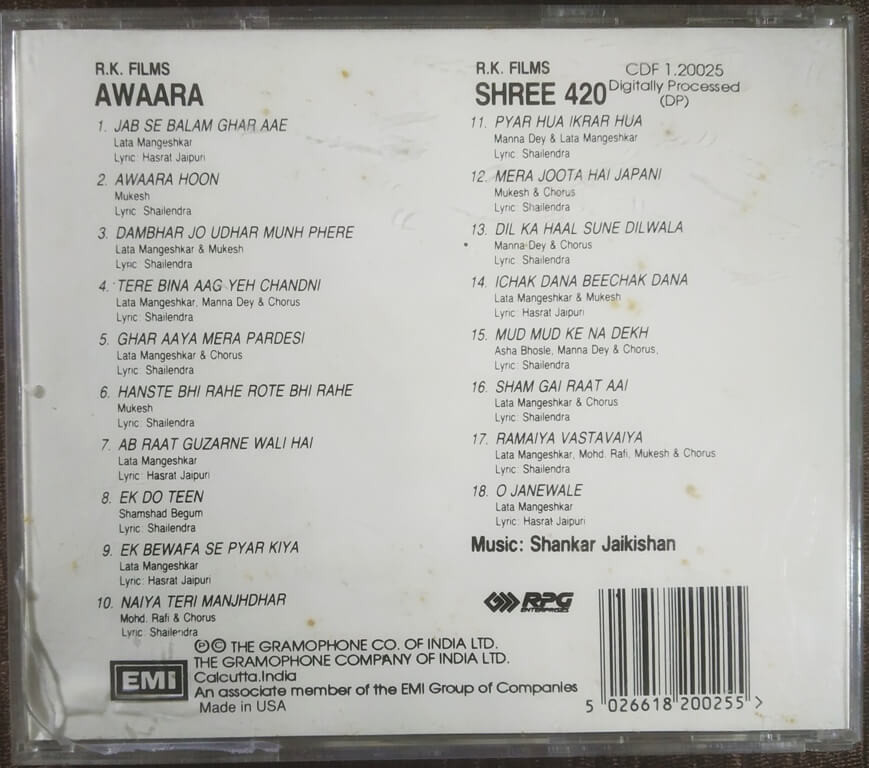 R.K. FILMS
AWAARA
1. JAB SE BALAM GHAR AAE
Lata Mangeshkar
Lyric: Hasrat Jaipuri
2. AWAARA HOON
Mukesh
Lyric: Shailendra
3. DAMBHAR JO UDHAR MUNH PHERE
Lata Mangeshkar & Mukesh
Lyric: Shailendra
4. TERE BINA AAG YEH CHANDNI
Lata Mangeshkar, Manna Dey & Chorus
Lyric: Shailendra
5. GHAR AAYA MERA PARDESI
Lata Mangeshkar & Chorus
Lyric: Shailendra
6. HANSTE BHI RAHE ROTE BHI RAHE
Mukesh
Lyric: Shailendra
7. AB RAAT GUZARNE WALI HAI
Lata Mangeshkar
Lyric: Hasrat Jaipuri
8. EK DO TEEN
Shamshad Begum
Lyric: Shailendra
9. EK BEWAFA SE PYAR KIYA
Lata Mangeshkar
Lyric: Hasrat Jaipuri
10. NAIYA TERI MANJHDHAR
Mohd. Rafi & Chorus
Lyric: Shailendra
R.K. FILMS
SHREE 420
CDF 1.20025
Digitally Processed
(DP)
11. PYAR HUA IKRAR HUA
Manna Dey & Lata Mangeshkar
Lyric: Shailendra
12. MERA JOOTA HAI JAPANI
Mukesh & Chorus
Lyric: Shailendra
13. DIL KA HAAL SUNE DILWALA
Manna Dey & Chorus
Lyric: Shailendra
14. ICHAK DANA BEECHAK DANA
Lata Mangeshkar & Mukesh
Lyric: Hasrat Jaipuri
15. MUD MUD KE NA DEKH
Asha Bhosle, Manna Dey & Chorus,
Lyric: Shailendra
16. SHAM GAI RAAT AAI
Lata Mangeshkar & Chorus
Lyric: Shailendra
17. RAMAIYA VASTAVAIYA
Lata Mangeshkar, Mohd. Rafi, Mukesh & Chorus
Lyric: Shailendra
18. O JANEWALE
Lata Mangeshkar
Lyric: Hasrat Jaipuri
Music: Shankar Jaikishan
RPG
ENTERPRISES
EMI
℗ © THE GRAMOPHONE CO. OF INDIA LTD.
THE GRAMOPHONE COMPANY OF INDIA LTD.
Calcutta.India
An associate member of the EMI Group of Companies
Made in USA
5 026618 200255 >